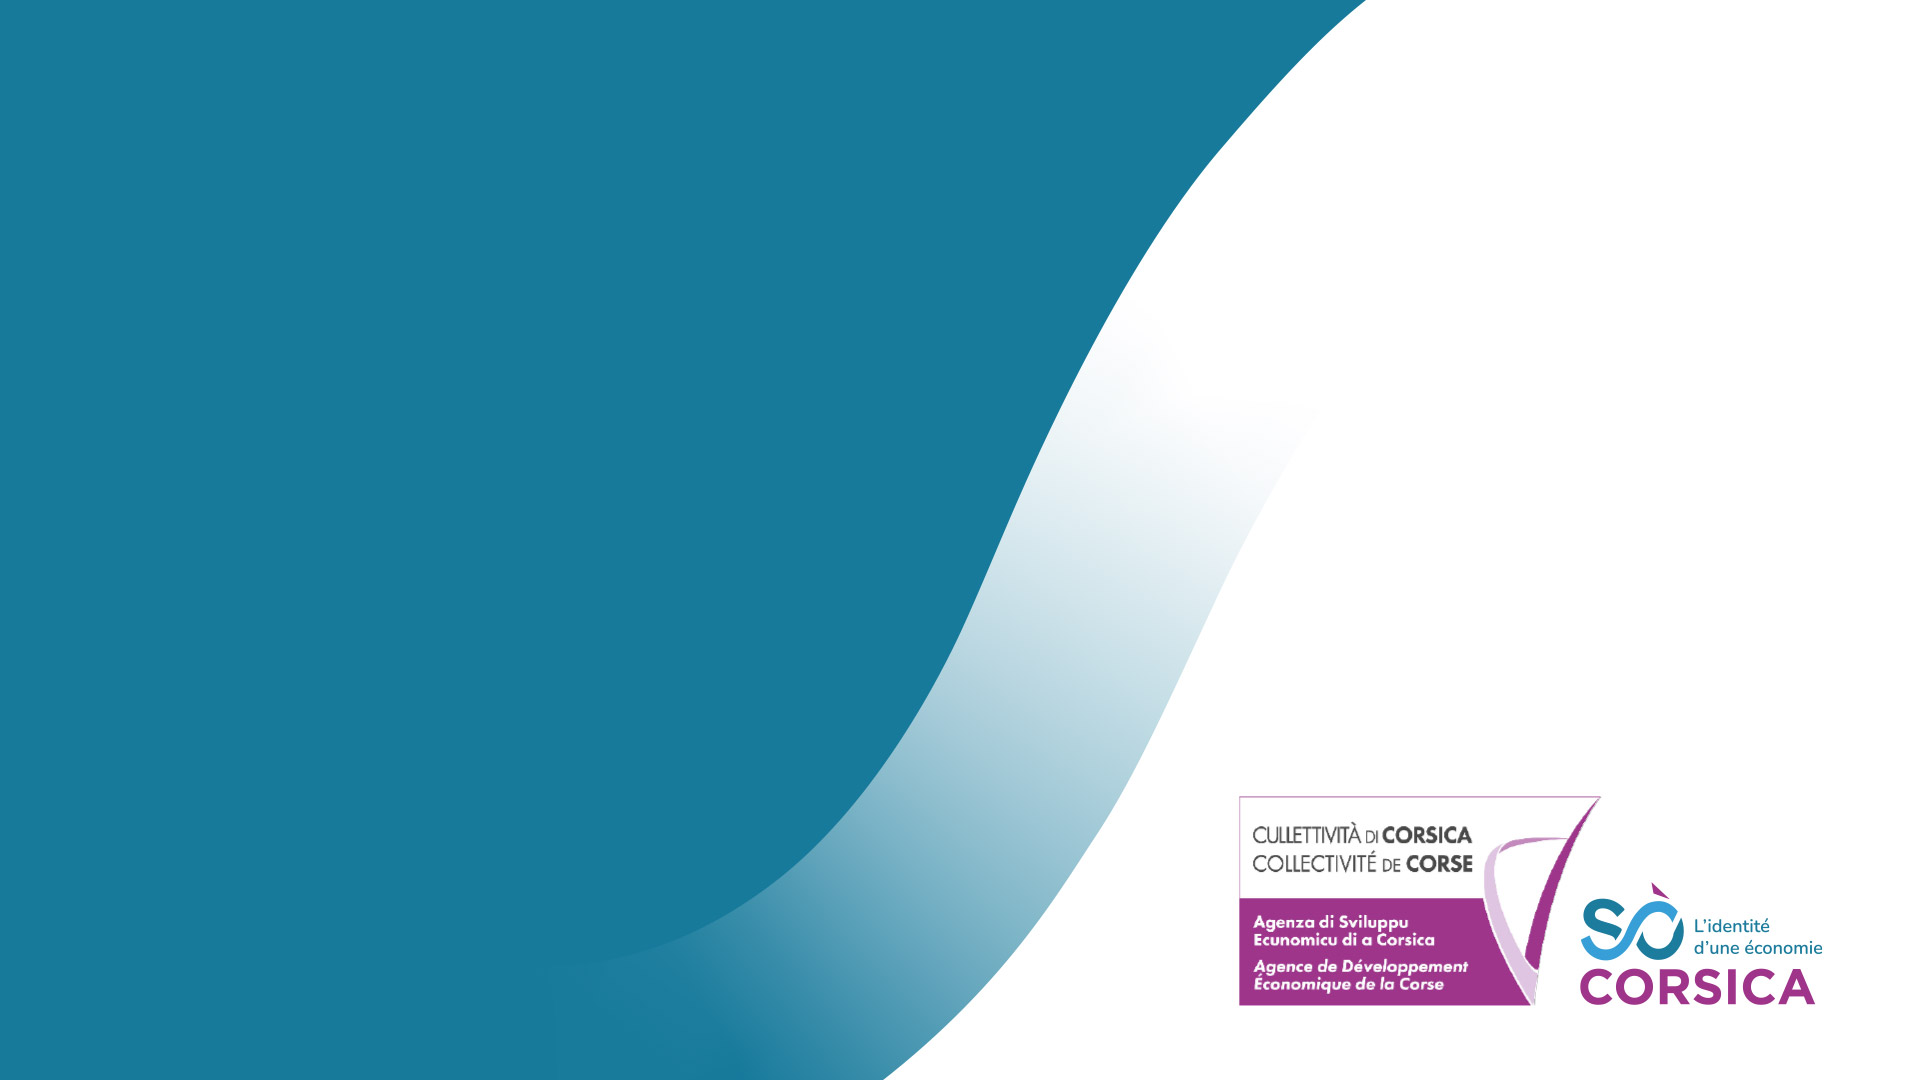 CULLETTIVITÀ DI CORSICA
COLLECTIVITÉ DE CORSE
Agenza di Sviluppu
Ecunomicu di a Corsica
Agence de Développement
Économique de la Corse
SÒ
L'identité
d'une économie
CORSICA